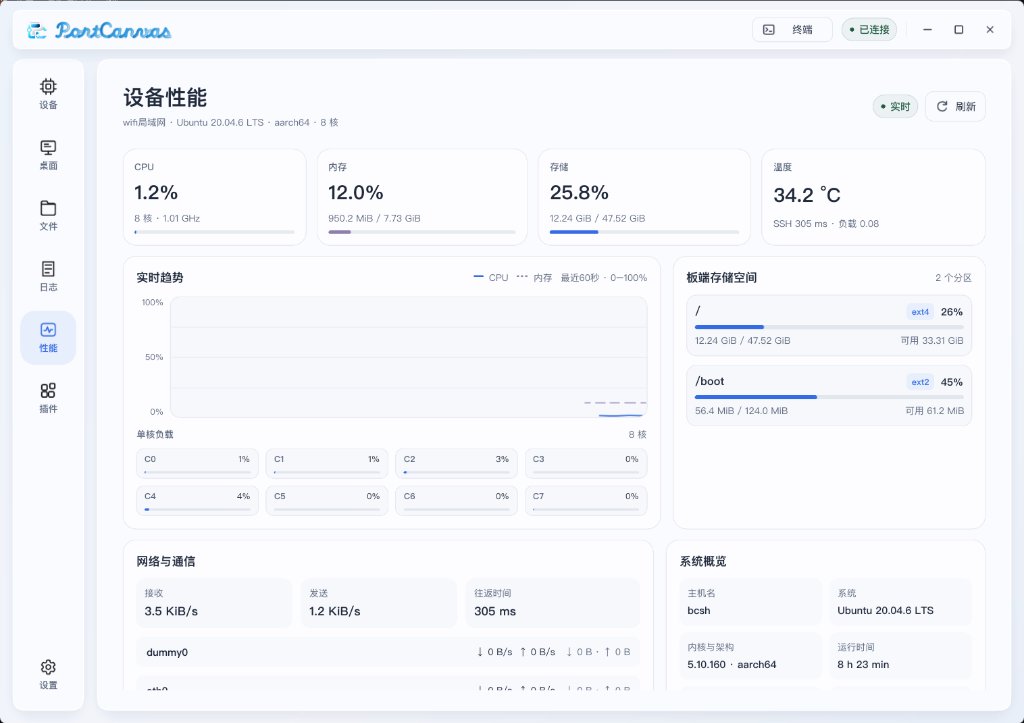 PortCanvas
终端
已连接
设备
桌面
文件
日志
性能
插件
设置
设备性能
wifi局域网 · Ubuntu 20.04.6 LTS · aarch64 · 8 核
实时
刷新
CPU
1.2%
8 核 · 1.01 GHz
内存
12.0%
950.2 MiB / 7.73 GiB
存储
25.8%
12.24 GiB / 47.52 GiB
温度
34.2 °C
SSH 305 ms · 负载 0.08
实时趋势
CPU 内存 最近60秒 · 0–100%
100%
50%
0%
单核负载 8 核
C0 1%
C1 1%
C2 3%
C3 0%
C4 4%
C5 0%
C6 0%
C7 0%
板端存储空间 2 个分区
/ ext4 26%
12.24 GiB / 47.52 GiB 可用 33.31 GiB
/boot ext2 45%
56.4 MiB / 124.0 MiB 可用 61.2 MiB
网络与通信
接收
3.5 KiB/s
发送
1.2 KiB/s
往返时间
305 ms
dummy0 ↓ 0 B/s ↑ 0 B/s ↓ 0 B · ↑ 0 B
eth0 ↓ 0 B/s ↑ 0 B/s ↓ 0 B · ↑ 0 B
系统概览
主机名
bcsh
系统
Ubuntu 20.04.6 LTS
内核与架构
5.10.160 · aarch64
运行时间
8 h 23 min